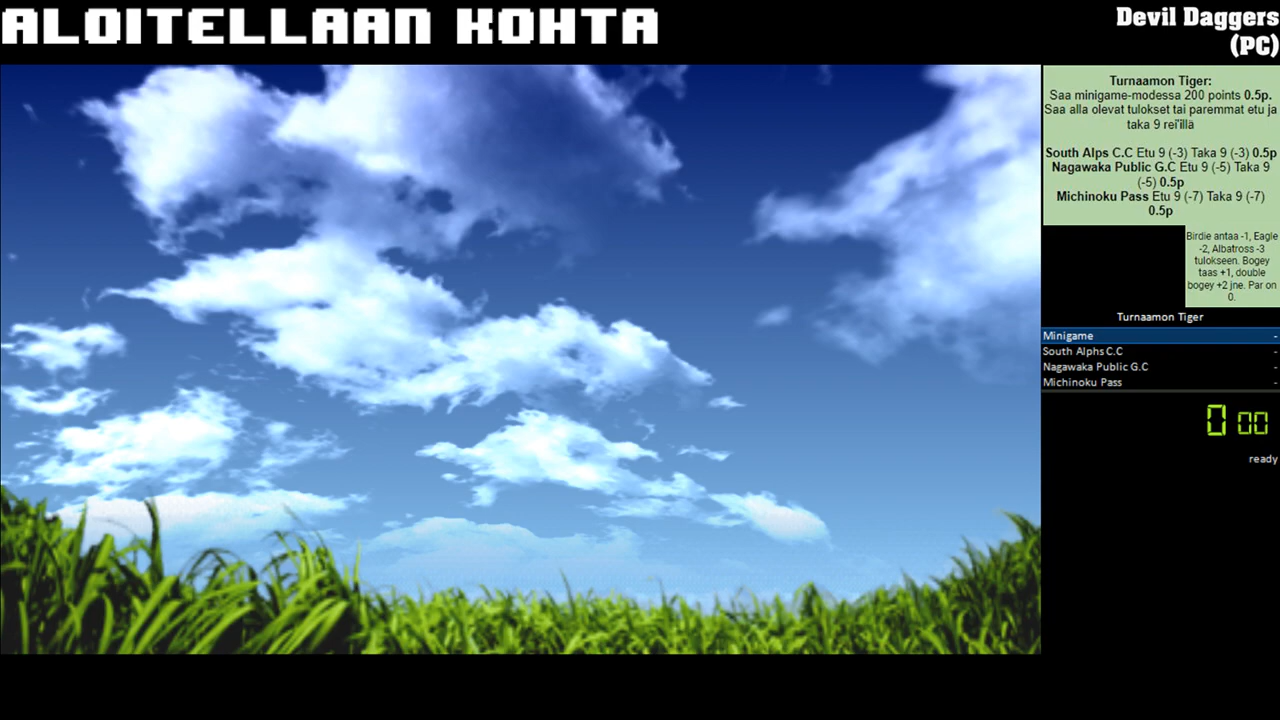 ALOITELLAAN KOHTA
Devil Daggers
(PC)
Turnaamon Tiger:
Saa minigame-modessa 200 points 0.5p.
Saa alla olevat tulokset tai paremmat etu ja
taka 9 rei'illä
South Alps C.C Etu 9 (-3) Taka 9 (-3) 0.5p
Nagawaka Public G.C Etu 9 (-5) Taka 9
(-5) 0.5p
Michinoku Pass Etu 9 (-7) Taka 9 (-7)
0.5p
Birdie antaa -1, Eagle
-2, Albatross -3
tulokseen. Bogey
taas +1, double
bogey +2 jne. Par on
0.
Turnaamon Tiger
Minigame -
South Alphs C.C -
Nagawaka Public G.C -
Michinoku Pass -
0 00
ready